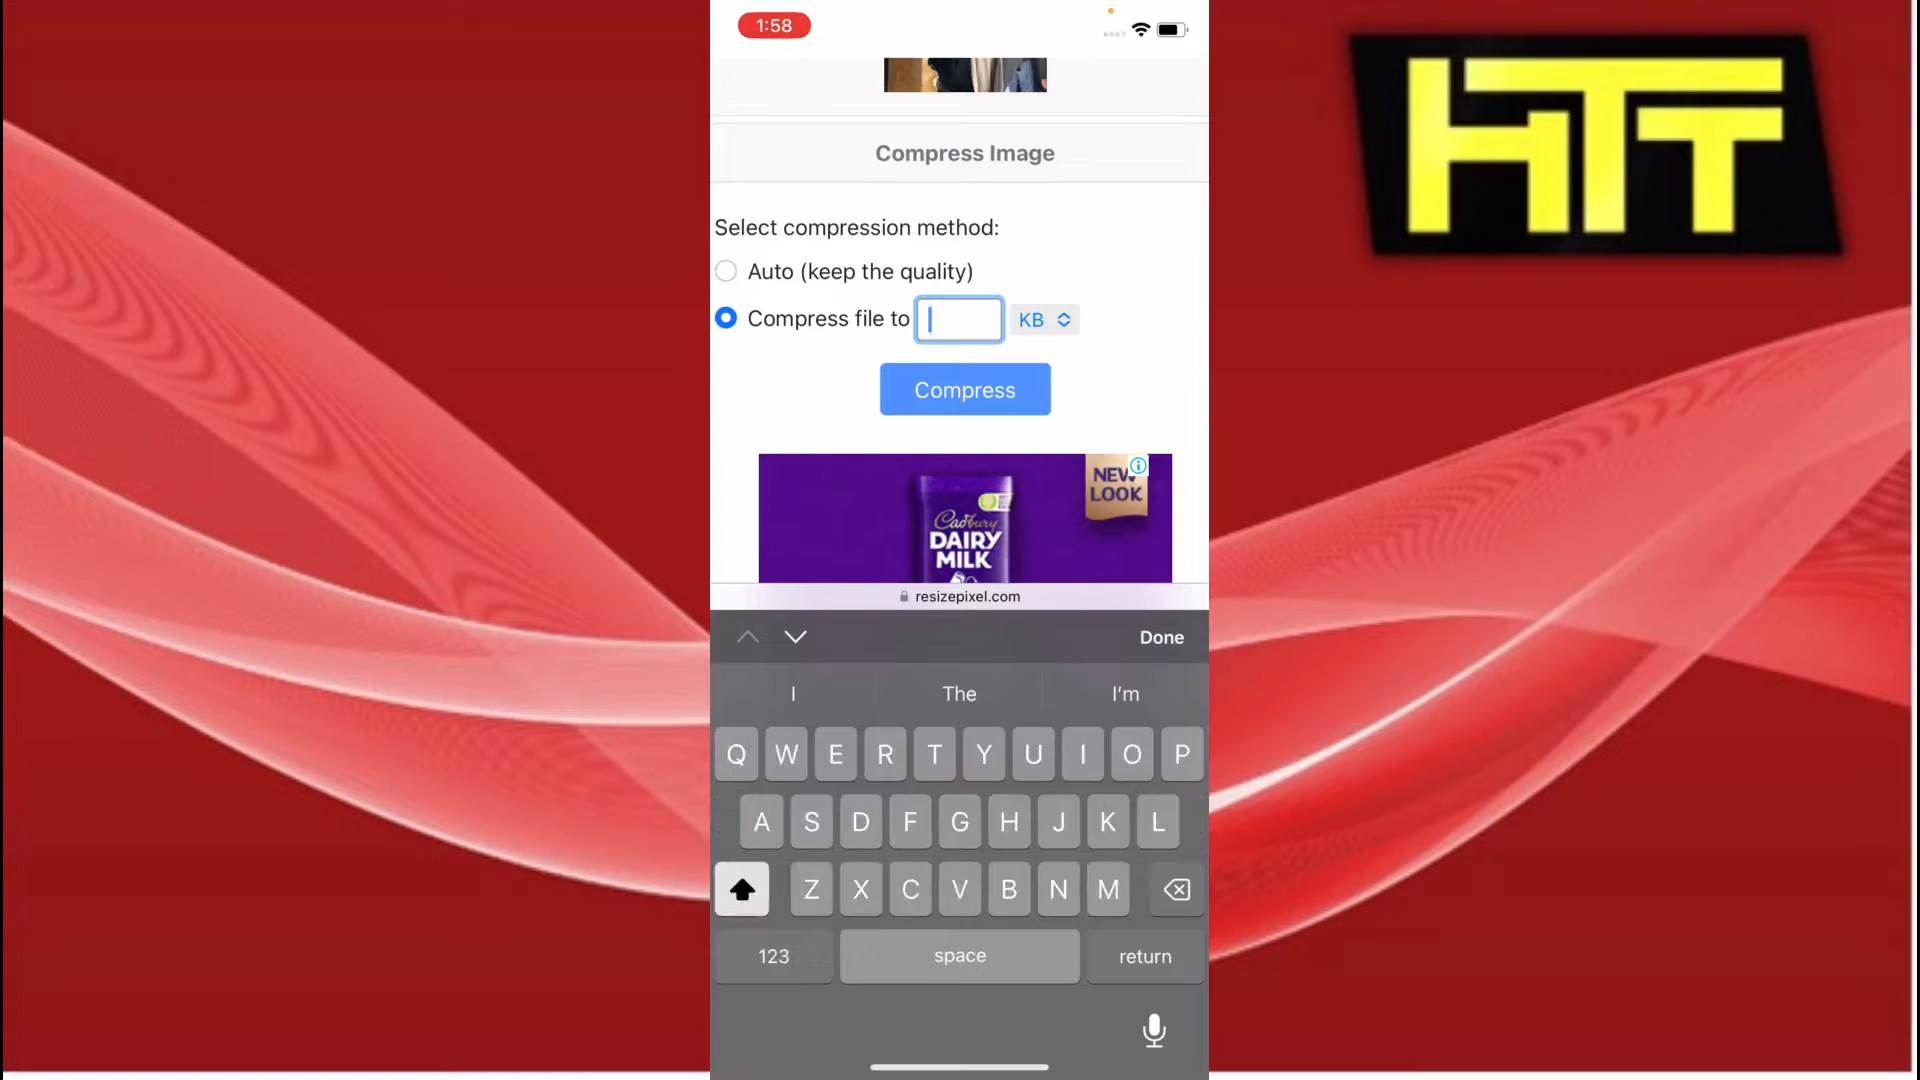 1:58
HTT
Compress Image
Select compression method:
Auto (keep the quality)
Compress file to
KB
Compress
NEW
LOOK
Cadbury
DAIRY
MILK
resizepixel.com
Done
I The I'm
Q W E R T Y U I O P
A S D F G H J K L
Z X C V B N M
123 space return